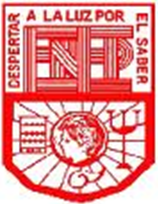 DESPERTAR A LA LUZ POR EL SABER
ENP